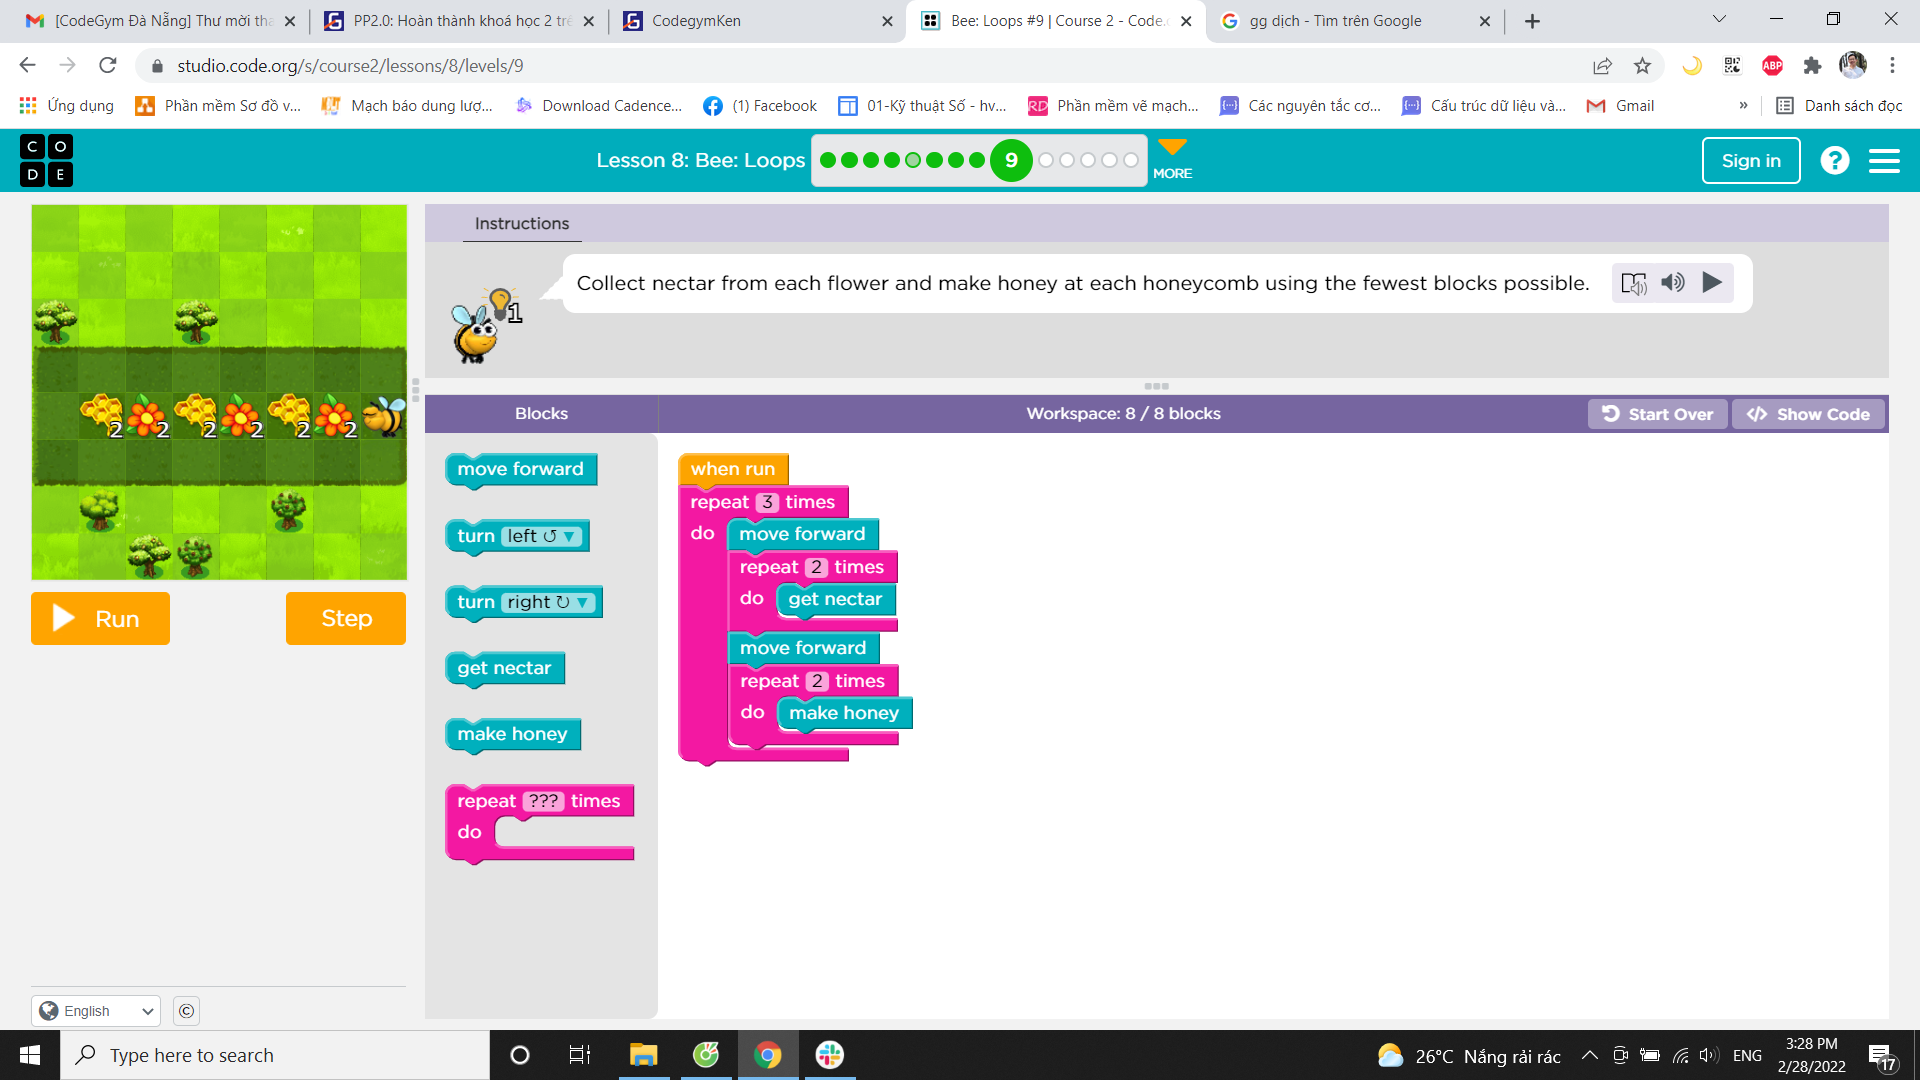 [CodeGym Đà Nẵng] Thư mời tha
PP2.0: Hoàn thành khoá học 2 trê
CodegymKen
Bee: Loops #9 | Course 2 - Code.o
gg dịch - Tìm trên Google
studio.code.org/s/course2/lessons/8/levels/9
ABP
Ứng dụng
Phần mềm Sơ đồ v...
Mạch báo dung lượ...
Download Cadence...
(1) Facebook
01-Kỹ thuật Số - hv...
RD
Phần mềm vẽ mạch...
Các nguyên tắc cơ...
Cấu trúc dữ liệu và...
Gmail
»
Danh sách đọc
C O
D E
Lesson 8: Bee: Loops
9
MORE
Sign in
?
Instructions
Collect nectar from each flower and make honey at each honeycomb using the fewest blocks possible.
1
2 2 2 2 2 2
Run
Step
Blocks
Workspace: 8 / 8 blocks
Start Over
Show Code
move forward
turn left ↺ ▼
turn right ↻ ▼
get nectar
make honey
repeat ??? times
do
when run
repeat 3 times
do move forward
repeat 2 times
do get nectar
move forward
repeat 2 times
do make honey
English
©
Type here to search
26°C Nắng rải rác
ENG
3:28 PM
2/28/2022
17